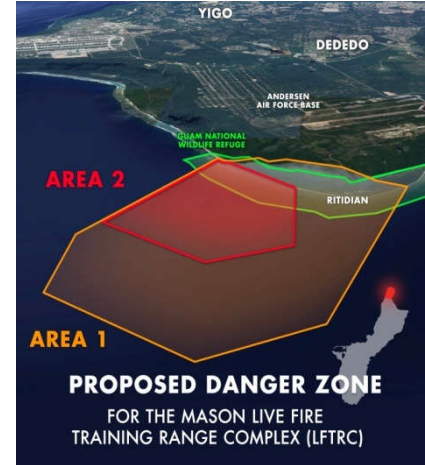 YIGO
DEDEDO
ANDERSEN
AIR FORCE BASE
GUAM NATIONAL
WILDLIFE REFUGE
AREA 2
RITIDIAN
AREA 1
PROPOSED DANGER ZONE
FOR THE MASON LIVE FIRE
TRAINING RANGE COMPLEX (LFTRC)